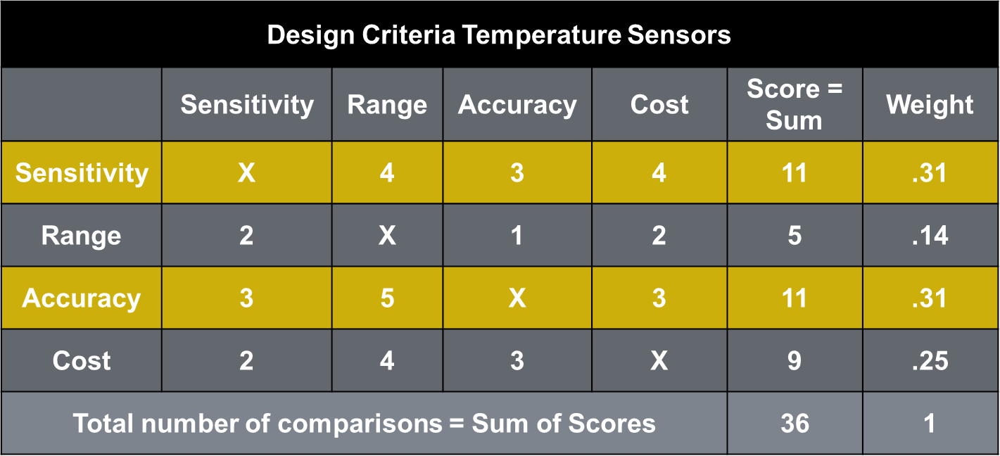 Design Criteria Temperature Sensors
Sensitivity Range Accuracy Cost Score = Sum Weight
Sensitivity X 4 3 4 11 .31
Range 2 X 1 2 5 .14
Accuracy 3 5 X 3 11 .31
Cost 2 4 3 X 9 .25
Total number of comparisons = Sum of Scores 36 1